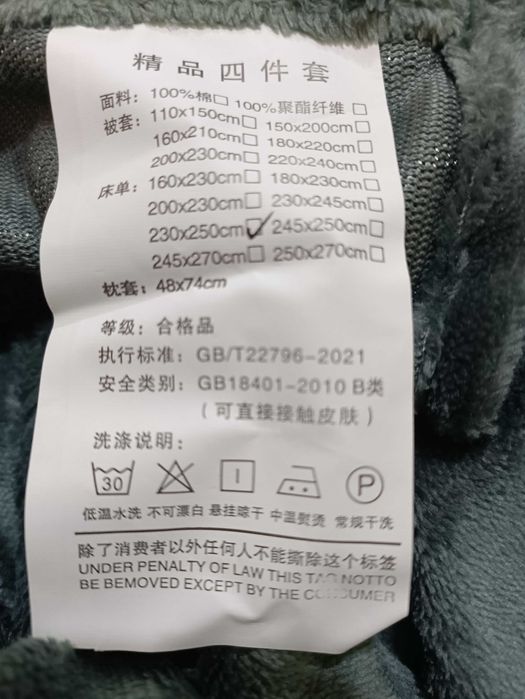 精品四件套
面料: 100%棉□ 100%聚酯纤维 □
被套: 110x150cm□ 150x200cm□
160x210cm□ 180x220cm□
200x230cm□ 220x240cm□
床单: 160x230cm□ 180x230cm□
200x230cm□ 230x245cm□
230x250cm☑ 245x250cm□
245x270cm□ 250x270cm□
枕套: 48x74cm
等级: 合格品
执行标准: GB/T22796-2021
安全类别: GB18401-2010 B类
(可直接接触皮肤)
洗涤说明:
30 P
低温水洗 不可漂白 悬挂晾干 中温熨烫 常规干洗
除了消费者以外任何人不能撕除这个标签
UNDER PENALTY OF LAW THIS TAG NOTTO
BE BEMOVED EXCEPT BY THE CONSUMER